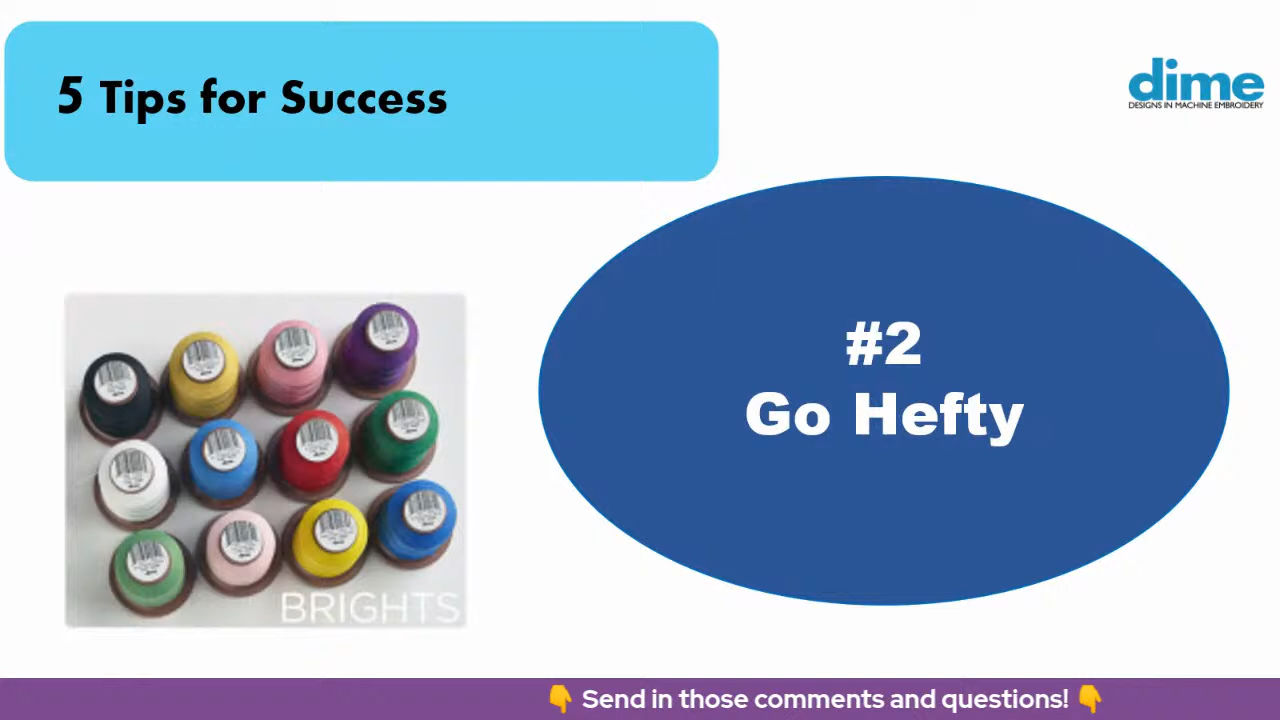 5 Tips for Success
dime
DESIGNS IN MACHINE EMBROIDERY
#2
Go Hefty
BRIGHTS
👇 Send in those comments and questions! 👇